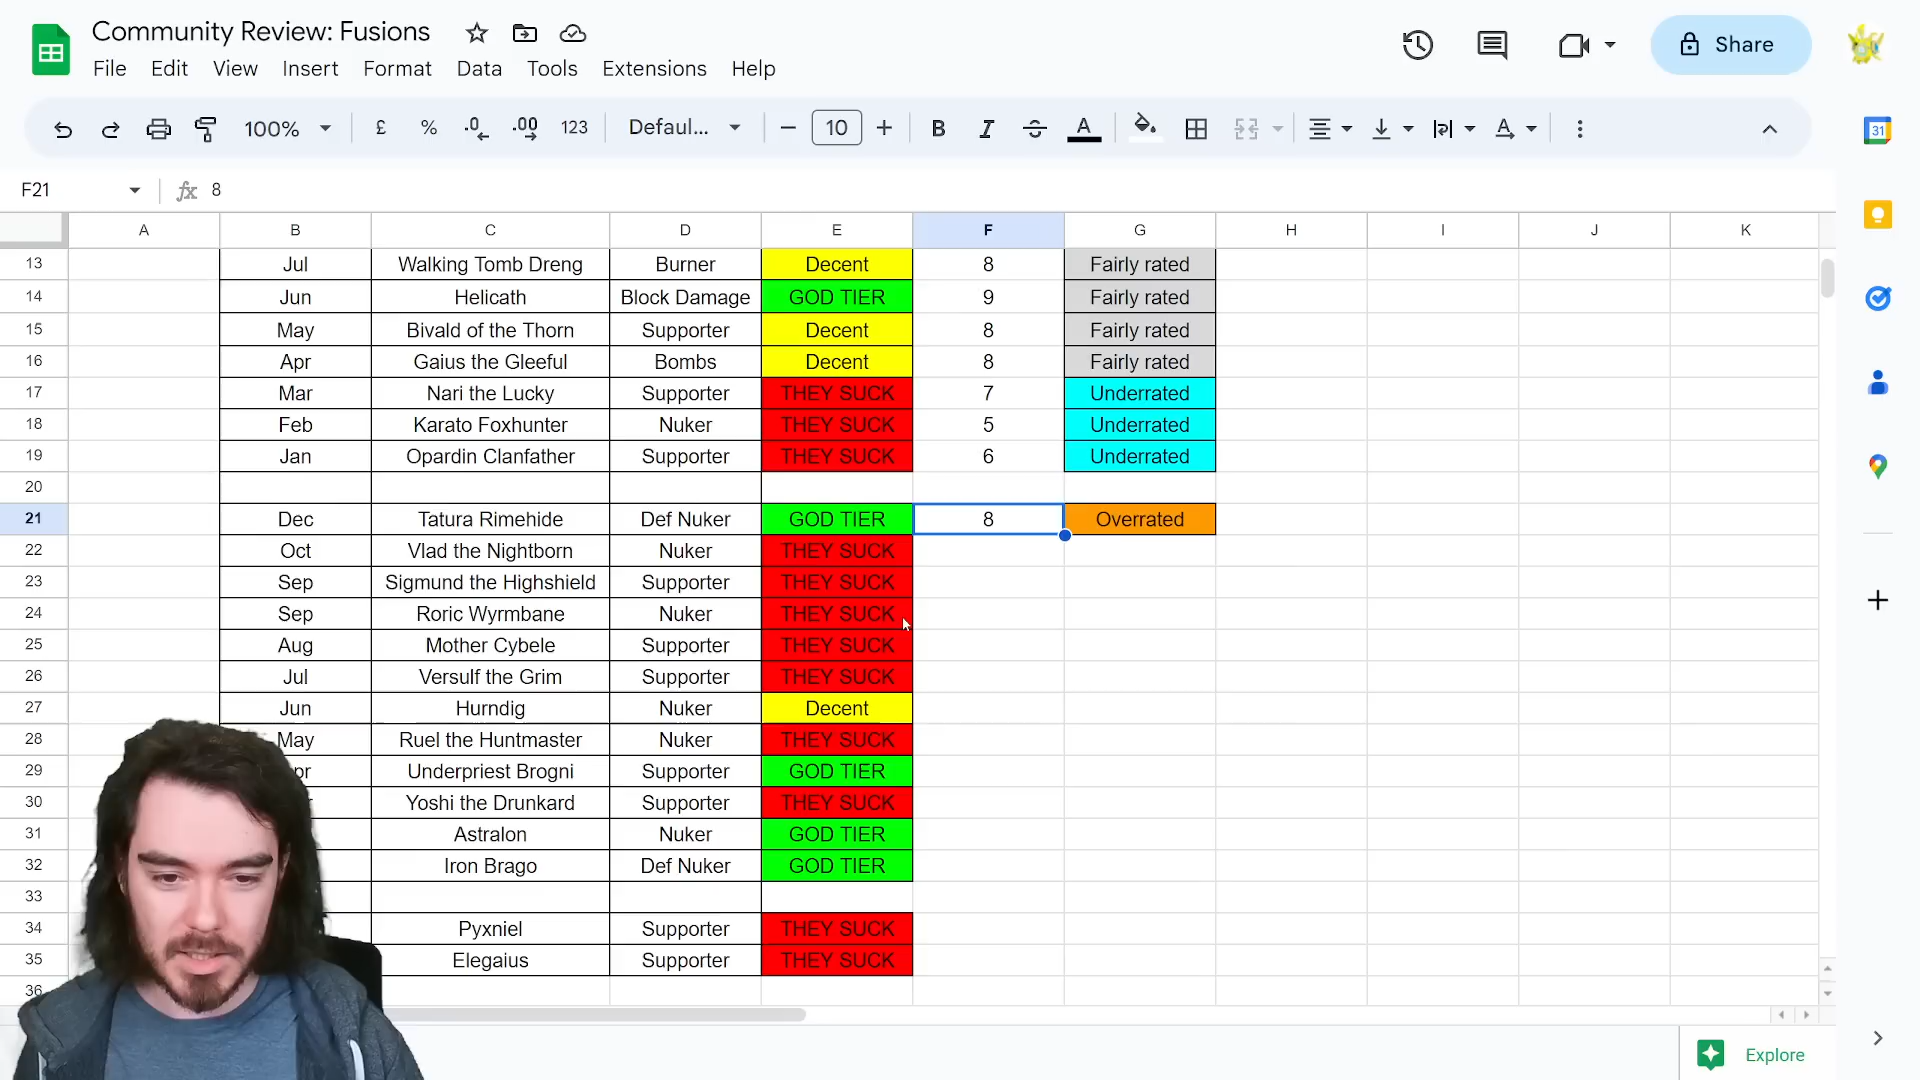 Community Review: Fusions
File Edit View Insert Format Data Tools Extensions Help
Share
100% £ % .0 .00 123 Defaul... 10 B I A
31
F21 fx 8
A B C D E F G H I J K
13 Jul Walking Tomb Dreng Burner Decent 8 Fairly rated
14 Jun Helicath Block Damage GOD TIER 9 Fairly rated
15 May Bivald of the Thorn Supporter Decent 8 Fairly rated
16 Apr Gaius the Gleeful Bombs Decent 8 Fairly rated
17 Mar Nari the Lucky Supporter THEY SUCK 7 Underrated
18 Feb Karato Foxhunter Nuker THEY SUCK 5 Underrated
19 Jan Opardin Clanfather Supporter THEY SUCK 6 Underrated
20
21 Dec Tatura Rimehide Def Nuker GOD TIER 8 Overrated
22 Oct Vlad the Nightborn Nuker THEY SUCK
23 Sep Sigmund the Highshield Supporter THEY SUCK
24 Sep Roric Wyrmbane Nuker THEY SUCK
25 Aug Mother Cybele Supporter THEY SUCK
26 Jul Versulf the Grim Supporter THEY SUCK
27 Jun Hurndig Nuker Decent
28 May Ruel the Huntmaster Nuker THEY SUCK
29 pr Underpriest Brogni Supporter GOD TIER
30 Yoshi the Drunkard Supporter THEY SUCK
31 Astralon Nuker GOD TIER
32 Iron Brago Def Nuker GOD TIER
33
34 Pyxniel Supporter THEY SUCK
35 Elegaius Supporter THEY SUCK
36
Explore